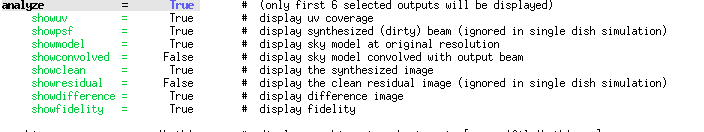 analyze = True # (only first 6 selected outputs will be displayed)
showuv = True # display uv coverage
showpsf = True # display synthesized (dirty) beam (ignored in single dish simulation)
showmodel = True # display sky model at original resolution
showconvolved = False # display sky model convolved with output beam
showclean = True # display the synthesized image
showresidual = False # display the clean residual image (ignored in single dish simulation)
showdifference = True # display difference image
showfidelity = True # display fidelity